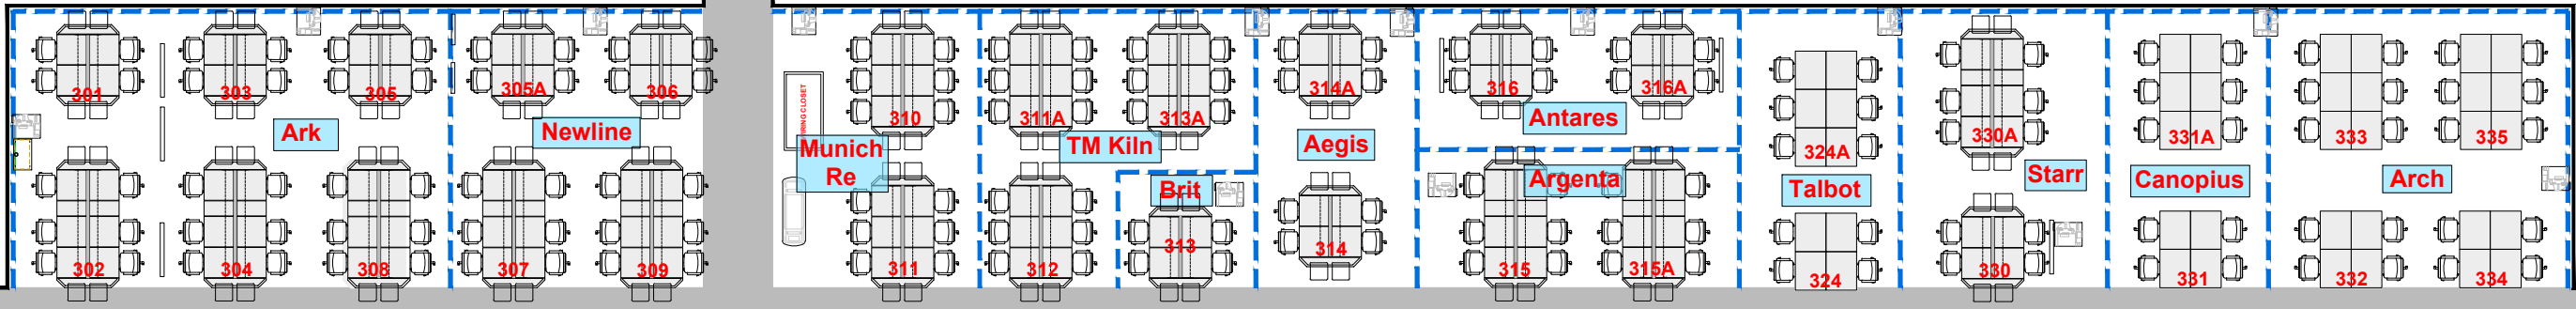 301
303
305
305A
306
310
311A
313A
314A
316
316A
324A
330A
331A
333
335
WIRING CLOSET
Ark
Newline
Munich
Re
TM Kiln
Brit
Aegis
Antares
Argenta
Talbot
Starr
Canopius
Arch
302
304
308
307
309
311
312
313
314
315
315A
324
330
331
332
334